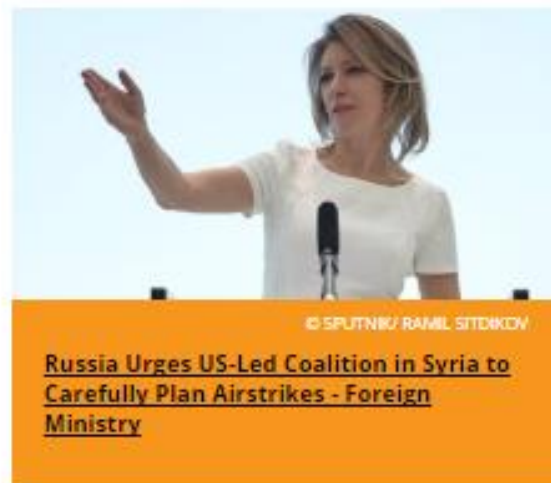 © SPUTNIK/ RAMIL SITDIKOV
Russia Urges US-Led Coalition in Syria to
Carefully Plan Airstrikes - Foreign
Ministry